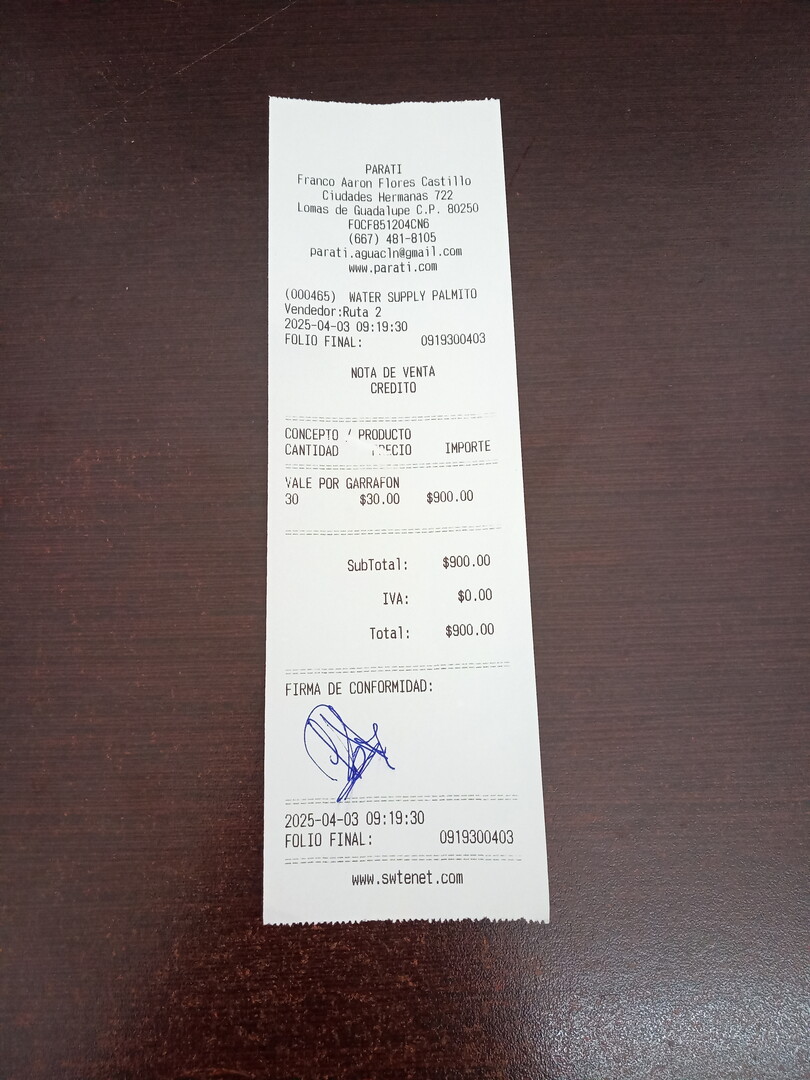 PARATI
Franco Aaron Flores Castillo
Ciudades Hermanas 722
Lomas de Guadalupe C.P. 80250
FOCF851204CN6
(667) 481-8105
parati.aguacln@gmail.com
www.parati.com
(000465) WATER SUPPLY PALMITO
Vendedor:Ruta 2
2025-04-03 09:19:30
FOLIO FINAL: 0919300403
NOTA DE VENTA
CREDITO
CONCEPTO / PRODUCTO
CANTIDAD PRECIO IMPORTE
VALE POR GARRAFON
30 $30.00 $900.00
SubTotal: $900.00
IVA: $0.00
Total: $900.00
FIRMA DE CONFORMIDAD:
2025-04-03 09:19:30
FOLIO FINAL: 0919300403
www.swtenet.com